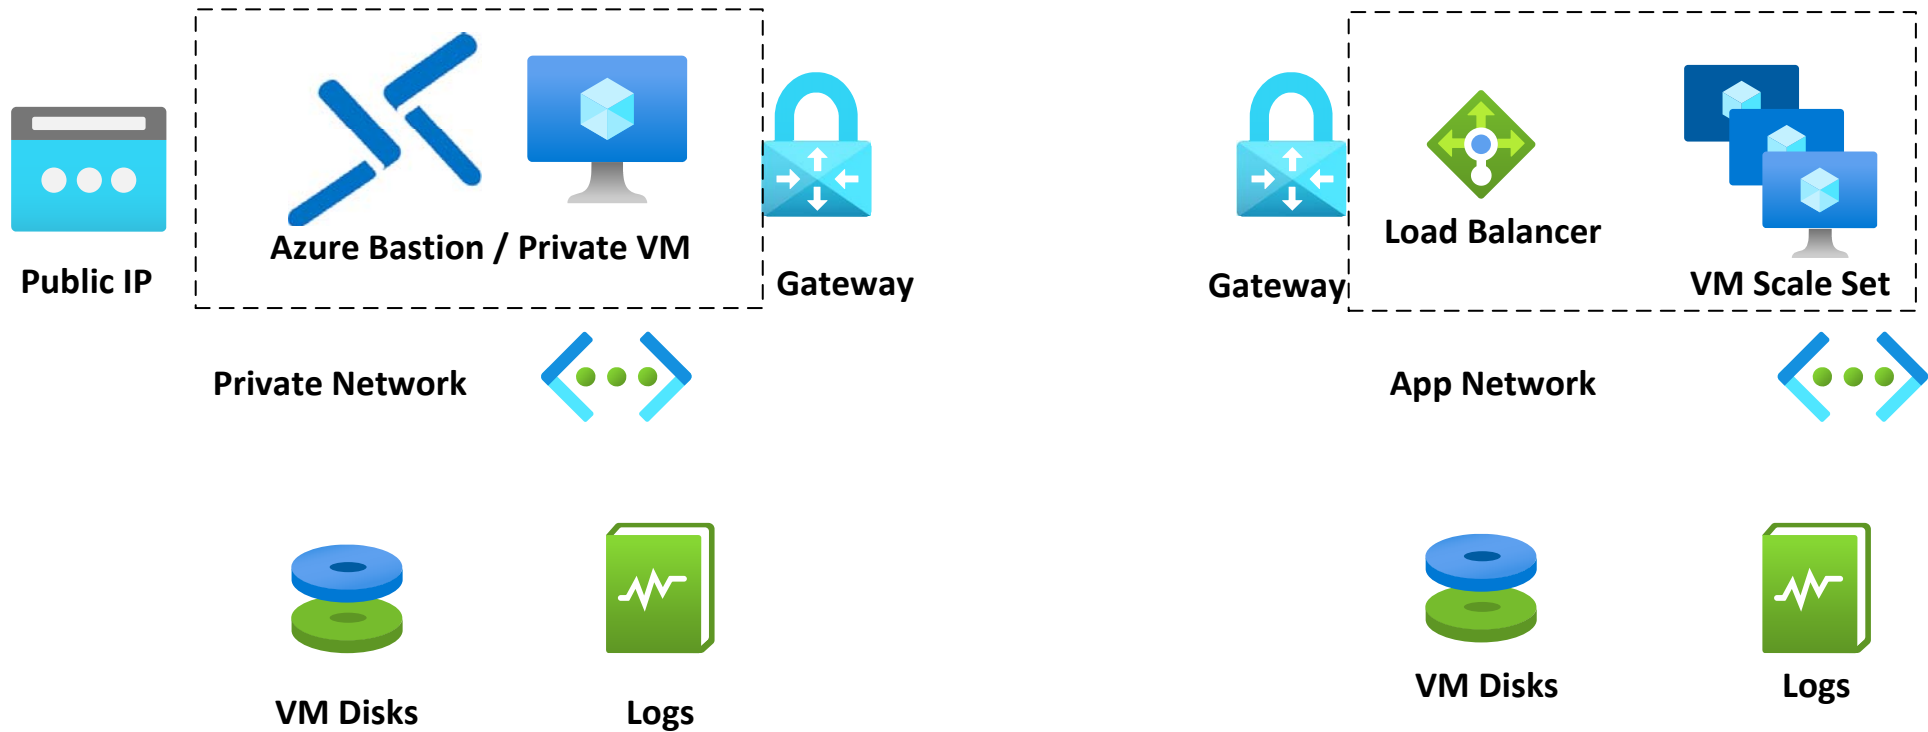 Azure Bastion / Private VM
Public IP
Gateway
Private Network
VM Disks
Logs
Load Balancer
Gateway
VM Scale Set
App Network
VM Disks
Logs